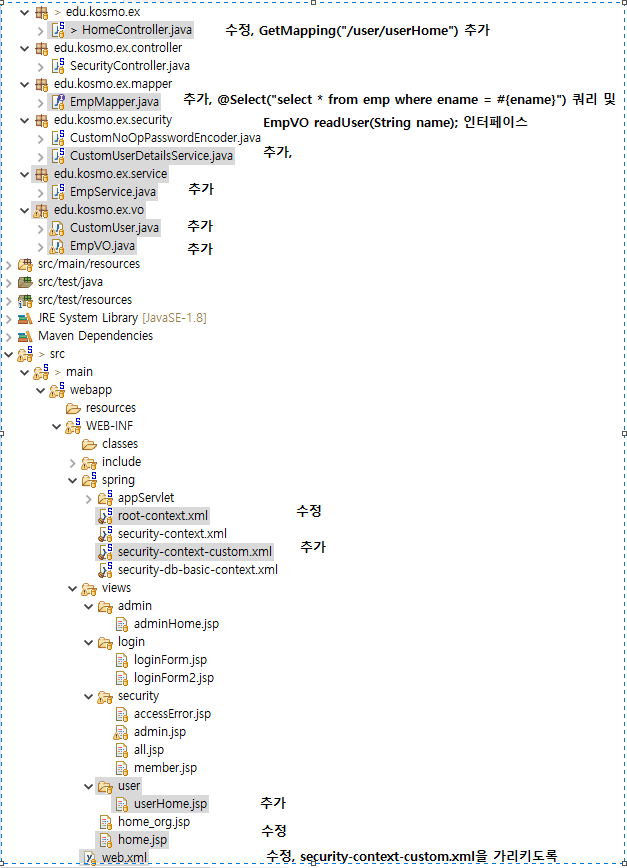 > edu.kosmo.ex
> HomeController.java 수정, GetMapping("/user/userHome") 추가
edu.kosmo.ex.controller
SecurityController.java
edu.kosmo.ex.mapper
EmpMapper.java 추가, @Select("select * from emp where ename = #{ename}") 쿼리 및
edu.kosmo.ex.security EmpVO readUser(String name); 인터페이스
CustomNoOpPasswordEncoder.java
CustomUserDetailsService.java 추가,
edu.kosmo.ex.service
EmpService.java 추가
edu.kosmo.ex.vo
CustomUser.java 추가
EmpVO.java 추가
src/main/resources
src/test/java
src/test/resources
JRE System Library [JavaSE-1.8]
Maven Dependencies
> src
> main
webapp
resources
WEB-INF
classes
include
spring
appServlet
root-context.xml 수정
security-context.xml
security-context-custom.xml 추가
security-db-basic-context.xml
views
admin
adminHome.jsp
login
loginForm.jsp
loginForm2.jsp
security
accessError.jsp
admin.jsp
all.jsp
member.jsp
user
userHome.jsp 추가
home_org.jsp
home.jsp 수정
web.xml 수정, security-context-custom.xml을 가리키도록